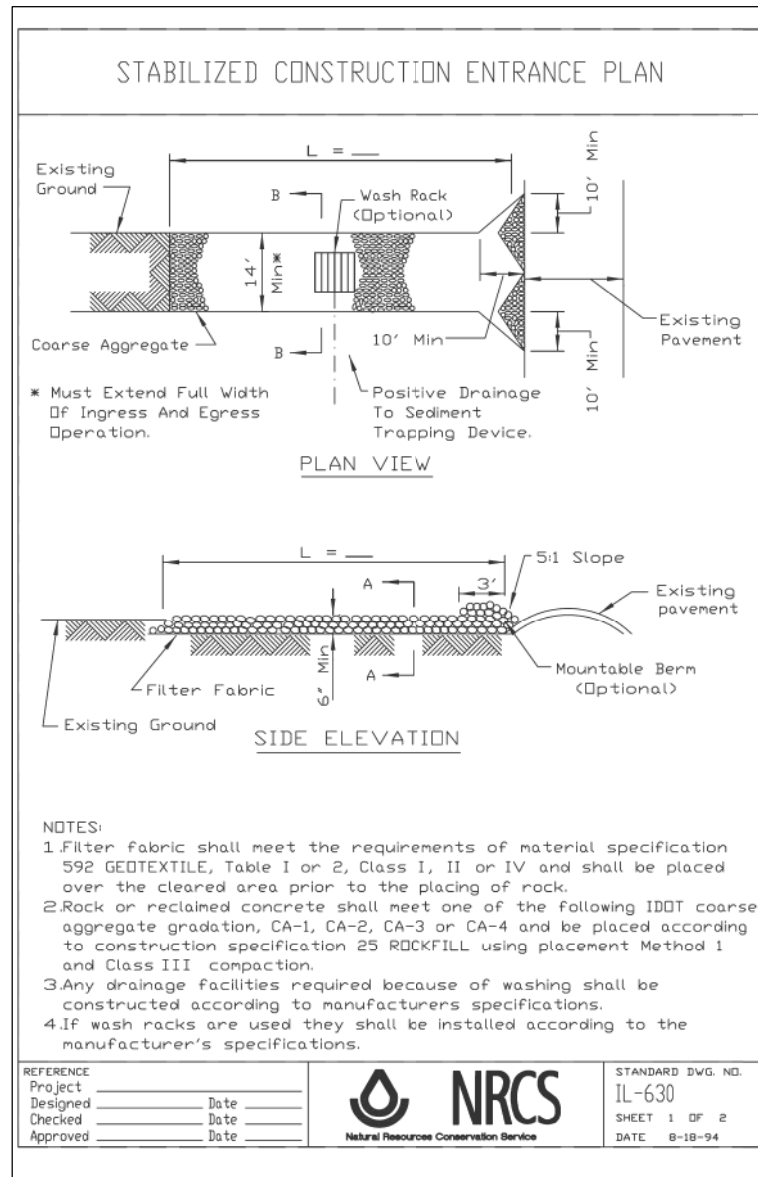 STABILIZED CONSTRUCTION ENTRANCE PLAN
L = ___
Existing
Ground
B
Wash Rack
(Optional)
10' Min
14'
Min*
Coarse Aggregate
B
10' Min
Existing
Pavement
10' Min
* Must Extend Full Width
Of Ingress And Egress
Operation.
Positive Drainage
To Sediment
Trapping Device.
PLAN VIEW
L = ___
5:1 Slope
A
3'
Existing
pavement
Filter Fabric
6" Min
A
Mountable Berm
(Optional)
Existing Ground
SIDE ELEVATION
NOTES:
1.Filter fabric shall meet the requirements of material specification
592 GEOTEXTILE, Table I or 2, Class I, II or IV and shall be placed
over the cleared area prior to the placing of rock.
2.Rock or reclaimed concrete shall meet one of the following IDOT coarse
aggregate gradation, CA-1, CA-2, CA-3 or CA-4 and be placed according
to construction specification 25 ROCKFILL using placement Method 1
and Class III compaction.
3.Any drainage facilities required because of washing shall be
constructed according to manufacturers specifications.
4.If wash racks are used they shall be installed according to the
manufacturer's specifications.
REFERENCE
Project
Designed Date
Checked Date
Approved Date
NRCS
Natural Resources Conservation Service
STANDARD DWG. NO.
IL-630
SHEET 1 OF 2
DATE 8-18-94